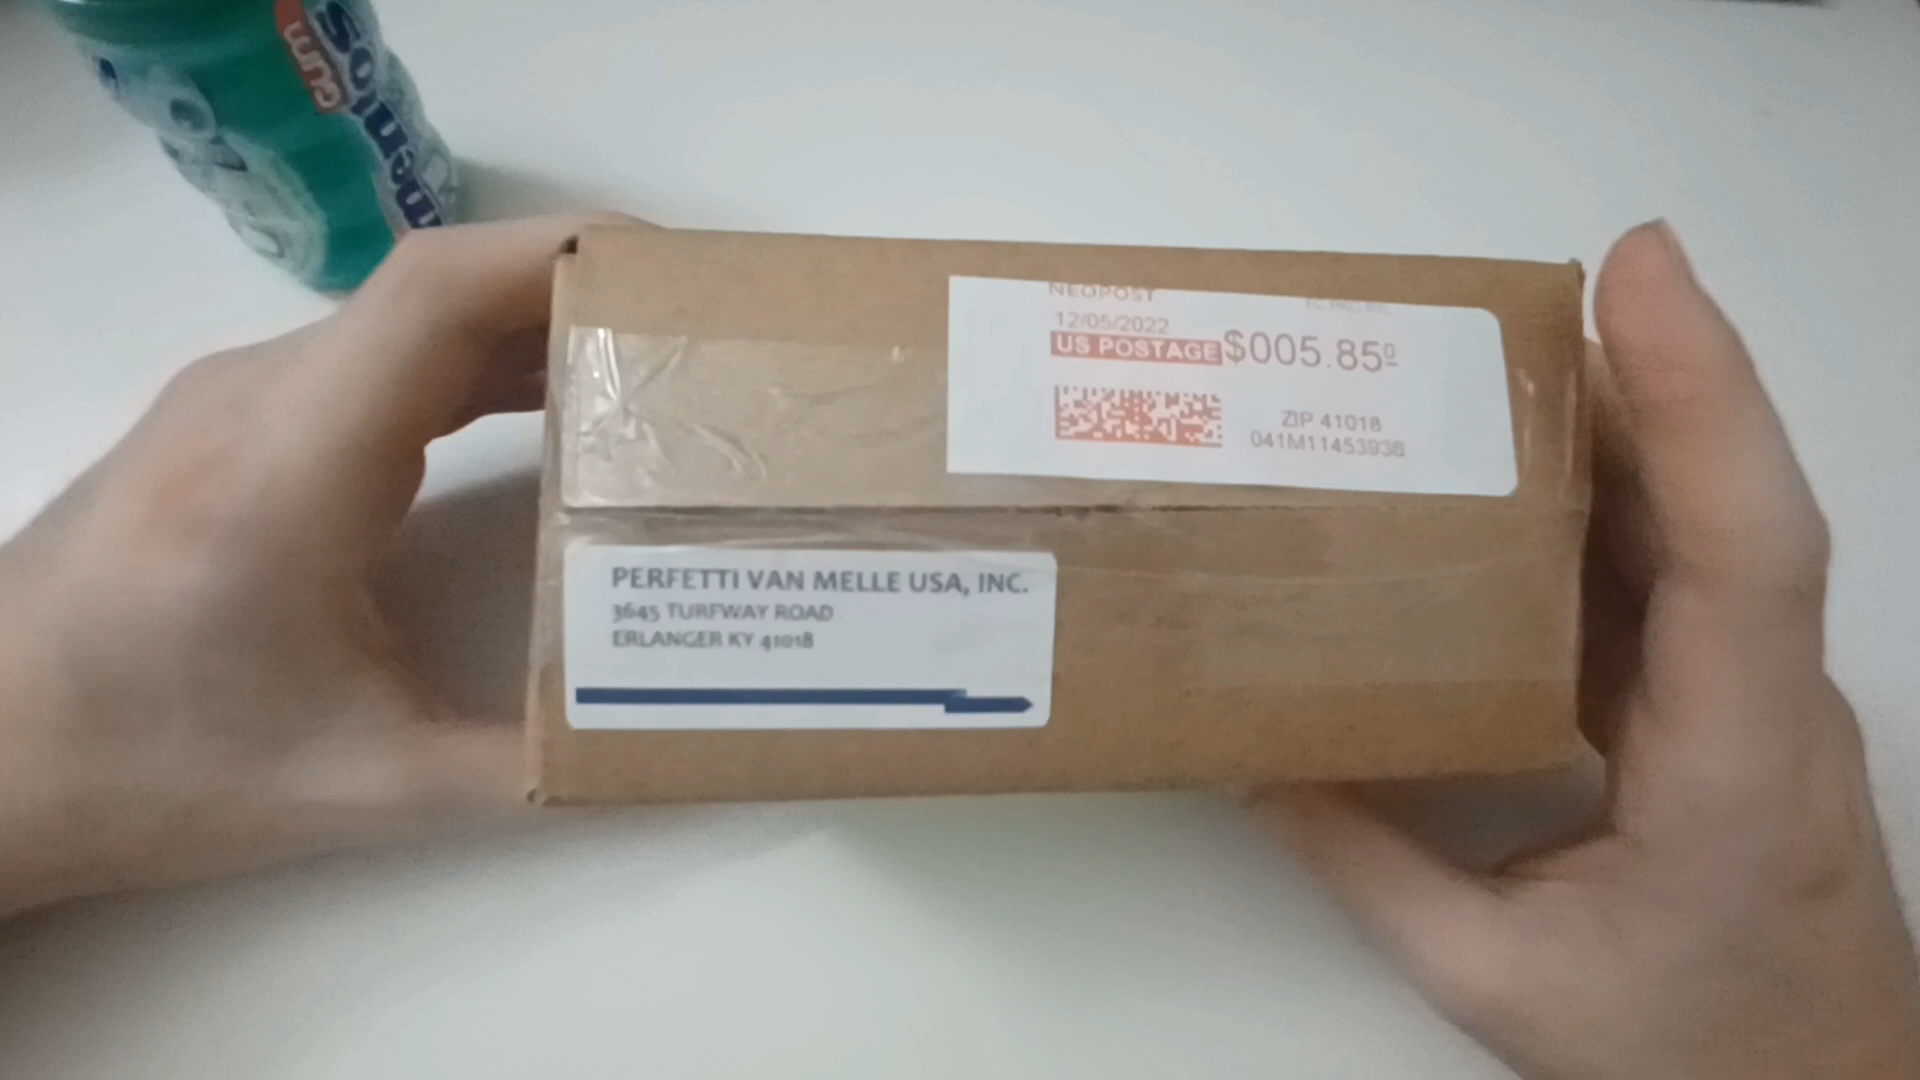 mentos
gum
NEOPOST
12/05/2022
US POSTAGE $005.85⁰
ZIP 41018
041M11453936
PERFETTI VAN MELLE USA, INC.
3645 TURFWAY ROAD
ERLANGER KY 41018